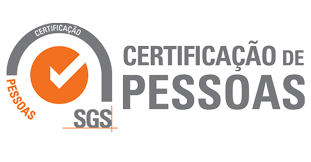 CERTIFICAÇÃO
PESSOAS
SGS
CERTIFICAÇÃO DE
PESSOAS